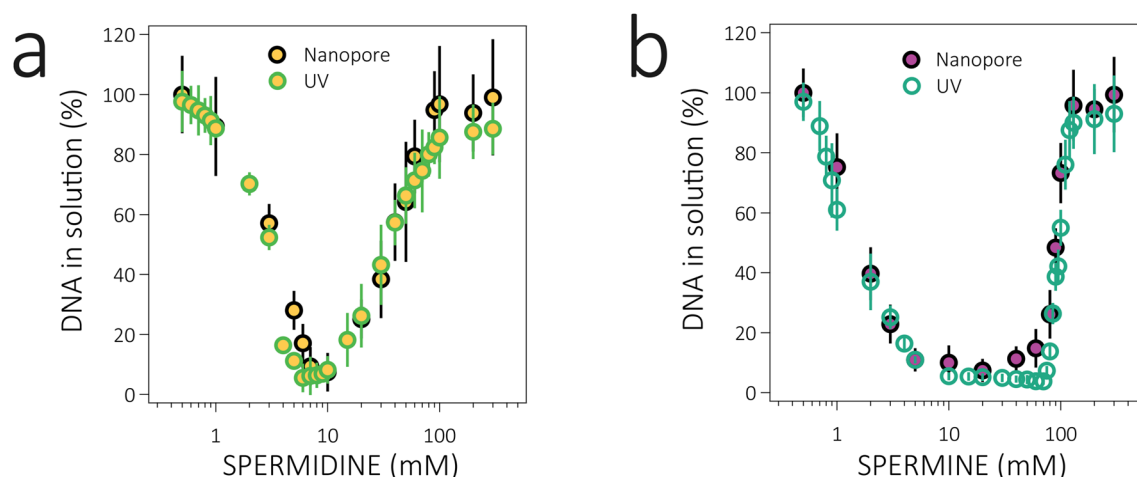 a
DNA in solution (%)
120
100
80
60
40
20
0
Nanopore
UV
1
10
100
SPERMIDINE (mM)
b
DNA in solution (%)
120
100
80
60
40
20
0
Nanopore
UV
1
10
100
SPERMINE (mM)